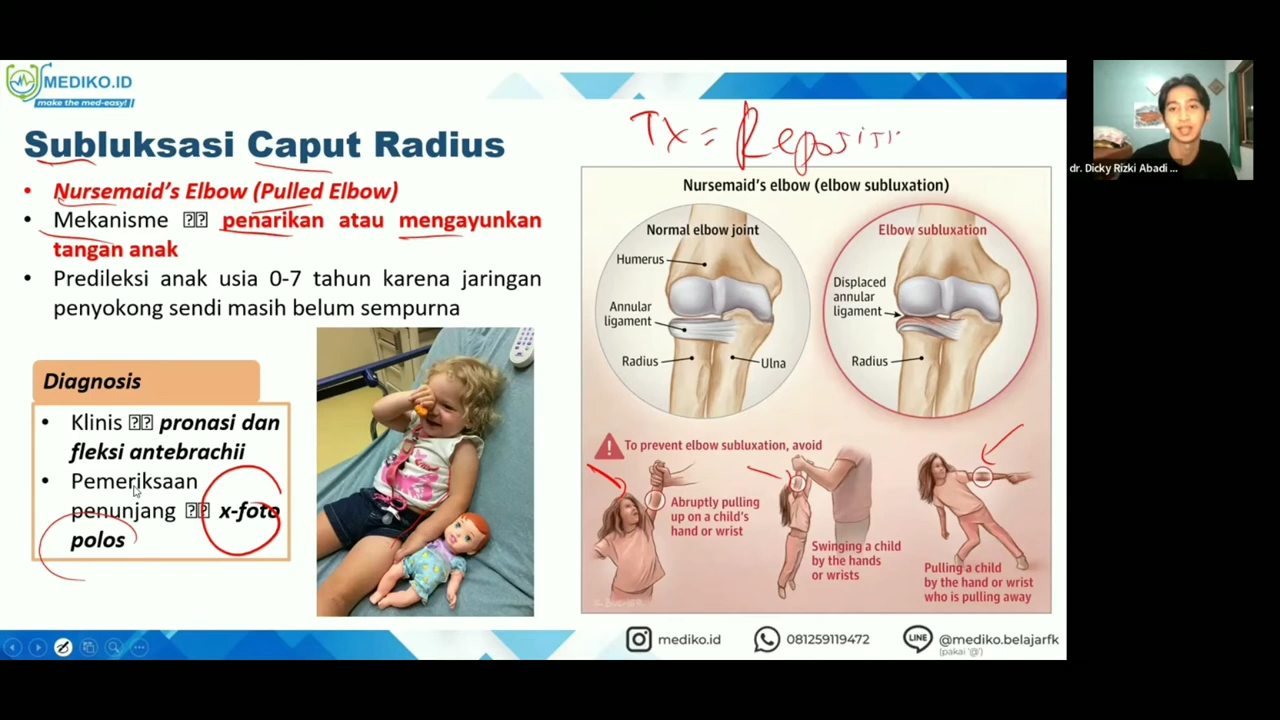 MEDIKO.ID
make the med-easy!
Subluksasi Caput Radius
• Nursemaid's Elbow (Pulled Elbow)
• Mekanisme penarikan atau mengayunkan
tangan anak
• Predileksi anak usia 0-7 tahun karena jaringan
penyokong sendi masih belum sempurna
Diagnosis
• Klinis pronasi dan
fleksi antebrachii
• Pemeriksaan
penunjang x-foto
polos
Tx = Reposisi
Nursemaid's elbow (elbow subluxation)
Normal elbow joint
Humerus
Annular
ligament
Radius
Ulna
Elbow subluxation
Displaced
annular
ligament
Radius
! To prevent elbow subluxation, avoid
Abruptly pulling
up on a child's
hand or wrist
Swinging a child
by the hands
or wrists
Pulling a child
by the hand or wrist
who is pulling away
mediko.id
081259119472
LINE
@mediko.belajarfk
(pakai '@')
dr. Dicky Rizki Abadi ...